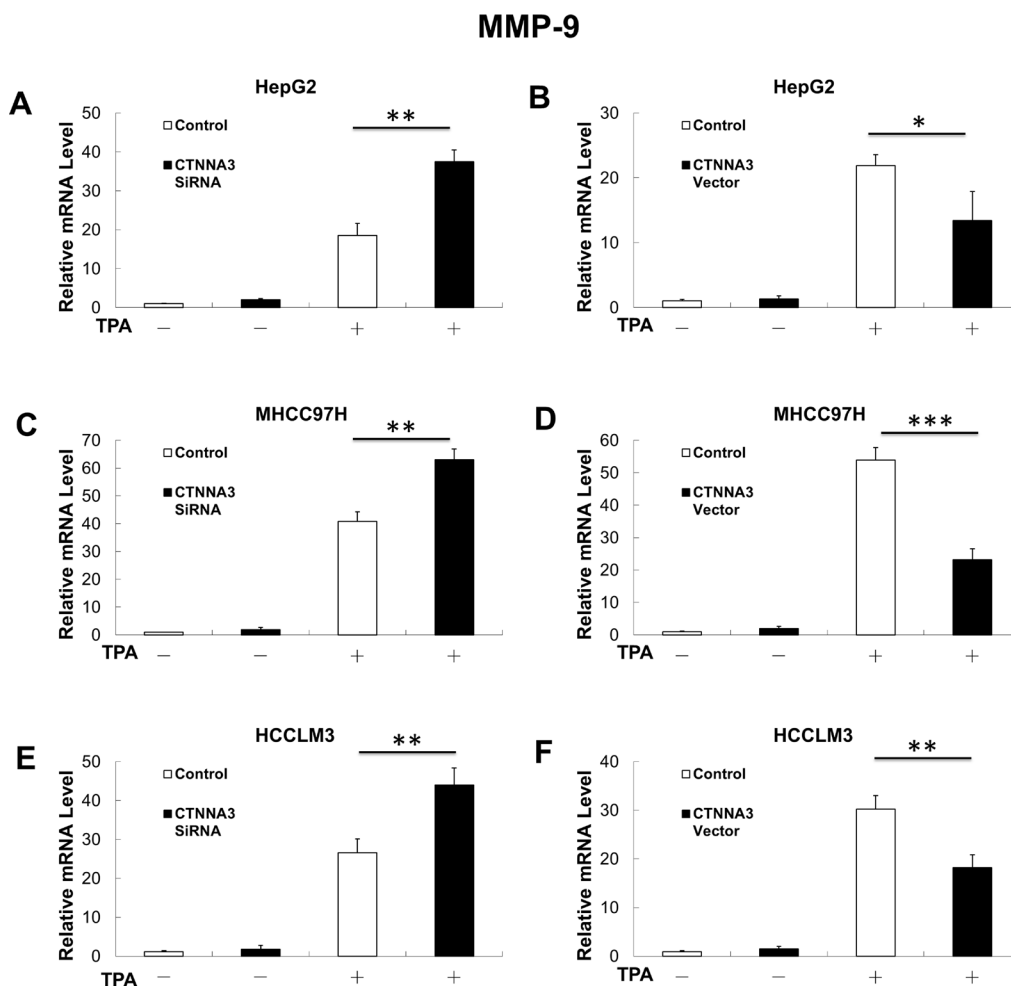 MMP-9
A
HepG2
Relative mRNA Level
50
40
30
20
10
0
Control
CTNNA3
SiRNA
**
TPA
— — + +
B
HepG2
Relative mRNA Level
30
20
10
0
Control
CTNNA3
Vector
*
TPA
— — + +
C
MHCC97H
Relative mRNA Level
70
60
50
40
30
20
10
0
Control
CTNNA3
SiRNA
**
TPA
— — + +
D
MHCC97H
Relative mRNA Level
60
50
40
30
20
10
0
Control
CTNNA3
Vector
***
TPA
— — + +
E
HCCLM3
Relative mRNA Level
50
40
30
20
10
0
Control
CTNNA3
SiRNA
**
TPA
— — + +
F
HCCLM3
Relative mRNA Level
40
30
20
10
0
Control
CTNNA3
Vector
**
TPA
— — + +